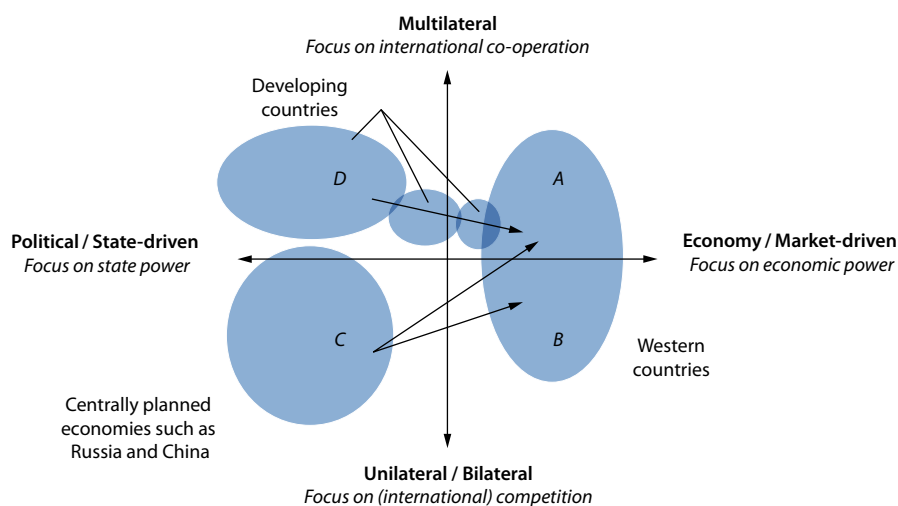 Multilateral
Focus on international co-operation
Developing
countries
D
A
Political / State-driven
Focus on state power
Economy / Market-driven
Focus on economic power
C
B
Western
countries
Centrally planned
economies such as
Russia and China
Unilateral / Bilateral
Focus on (international) competition